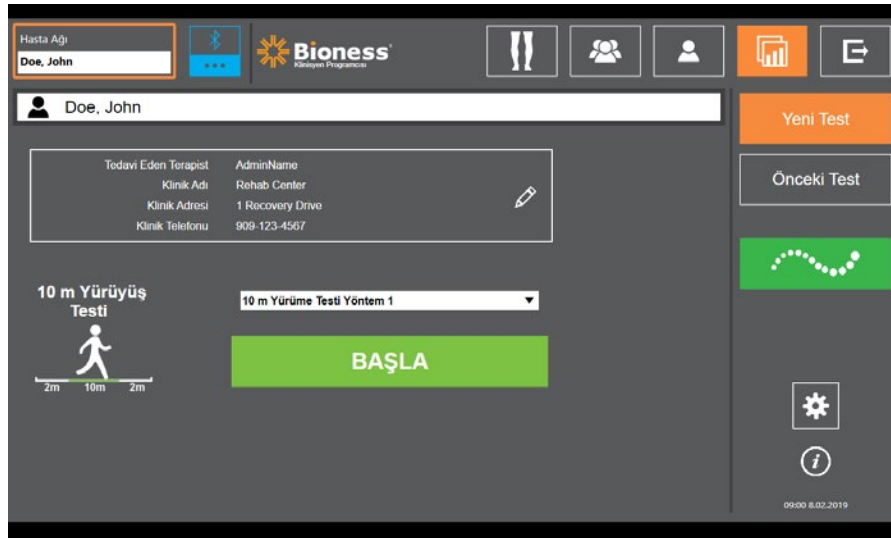 Hasta Ağı
Doe, John
Bioness
Klinisyen Programcısı
Doe, John
Yeni Test
Önceki Test
Tedavi Eden Terapist AdminName
Klinik Adı Rehab Center
Klinik Adresi 1 Recovery Drive
Klinik Telefonu 909-123-4567
10 m Yürüyüş
Testi
10 m Yürüme Testi Yöntem 1
BAŞLA
2m 10m 2m
i
09:00 8.02.2019